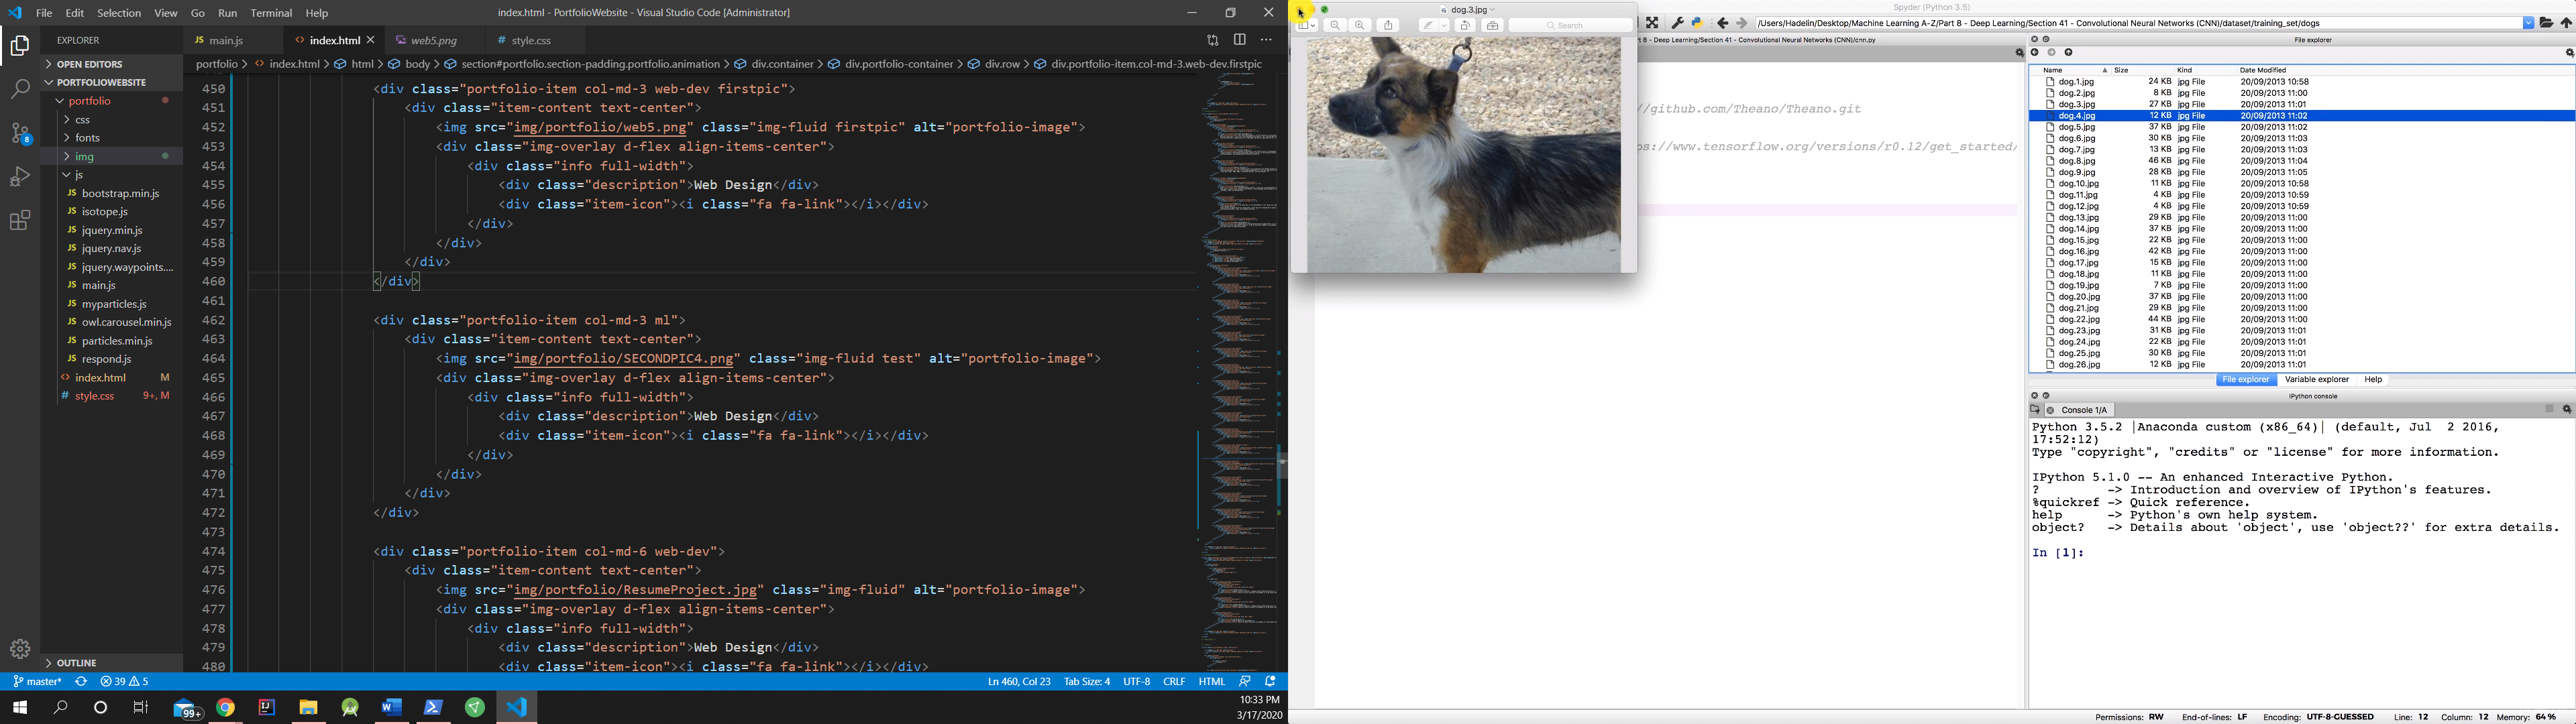 File Edit Selection View Go Run Terminal Help
index.html - PortfolioWebsite - Visual Studio Code [Administrator]
EXPLORER
OPEN EDITORS
PORTFOLIOWEBSITE
portfolio
css
fonts
img
js
JS bootstrap.min.js
JS isotope.js
JS jquery.min.js
JS jquery.nav.js
JS jquery.waypoints....
JS main.js
JS myparticles.js
JS owl.carousel.min.js
JS particles.min.js
JS respond.js
<> index.html M
# style.css 9+, M
OUTLINE
8
JS main.js
<> index.html
web5.png
# style.css
portfolio > <> index.html > html > body > section#portfolio.section-padding.portfolio.animation > div.container > div.portfolio-container > div.row > div.portfolio-item.col-md-3.web-dev.firstpic
450 <div class="portfolio-item col-md-3 web-dev firstpic">
451 <div class="item-content text-center">
452 <img src="img/portfolio/web5.png" class="img-fluid firstpic" alt="portfolio-image">
453 <div class="img-overlay d-flex align-items-center">
454 <div class="info full-width">
455 <div class="description">Web Design</div>
456 <div class="item-icon"><i class="fa fa-link"></i></div>
457 </div>
458 </div>
459 </div>
460 </div>
461
462 <div class="portfolio-item col-md-3 ml">
463 <div class="item-content text-center">
464 <img src="img/portfolio/SECONDPIC4.png" class="img-fluid test" alt="portfolio-image">
465 <div class="img-overlay d-flex align-items-center">
466 <div class="info full-width">
467 <div class="description">Web Design</div>
468 <div class="item-icon"><i class="fa fa-link"></i></div>
469 </div>
470 </div>
471 </div>
472 </div>
473
474 <div class="portfolio-item col-md-6 web-dev">
475 <div class="item-content text-center">
476 <img src="img/portfolio/ResumeProject.jpg" class="img-fluid" alt="portfolio-image">
477 <div class="img-overlay d-flex align-items-center">
478 <div class="info full-width">
479 <div class="description">Web Design</div>
480 <div class="item-icon"><i class="fa fa-link"></i></div>
master* 39 5
Ln 460, Col 23 Tab Size: 4 UTF-8 CRLF HTML
99+
10:33 PM
3/17/2020
dog.3.jpg
Search
Spyder (Python 3.5)
/Users/Hadelin/Desktop/Machine Learning A-Z/Part 8 - Deep Learning/Section 41 - Convolutional Neural Networks (CNN)/dataset/training_set/dogs
t 8 - Deep Learning/Section 41 - Convolutional Neural Networks (CNN)/cnn.py
//github.com/Theano/Theano.git
ps://www.tensorflow.org/versions/r0.12/get_started/
File explorer
Name Size Kind Date Modified
dog.1.jpg 24 KB jpg File 20/09/2013 10:58
dog.2.jpg 8 KB jpg File 20/09/2013 11:00
dog.3.jpg 27 KB jpg File 20/09/2013 11:01
dog.4.jpg 12 KB jpg File 20/09/2013 11:02
dog.5.jpg 37 KB jpg File 20/09/2013 11:02
dog.6.jpg 30 KB jpg File 20/09/2013 11:03
dog.7.jpg 13 KB jpg File 20/09/2013 11:03
dog.8.jpg 46 KB jpg File 20/09/2013 11:04
dog.9.jpg 28 KB jpg File 20/09/2013 11:05
dog.10.jpg 11 KB jpg File 20/09/2013 10:58
dog.11.jpg 4 KB jpg File 20/09/2013 10:59
dog.12.jpg 4 KB jpg File 20/09/2013 10:59
dog.13.jpg 29 KB jpg File 20/09/2013 11:00
dog.14.jpg 37 KB jpg File 20/09/2013 11:00
dog.15.jpg 22 KB jpg File 20/09/2013 11:00
dog.16.jpg 42 KB jpg File 20/09/2013 11:00
dog.17.jpg 15 KB jpg File 20/09/2013 11:00
dog.18.jpg 11 KB jpg File 20/09/2013 11:00
dog.19.jpg 7 KB jpg File 20/09/2013 11:00
dog.20.jpg 37 KB jpg File 20/09/2013 11:00
dog.21.jpg 29 KB jpg File 20/09/2013 11:00
dog.22.jpg 44 KB jpg File 20/09/2013 11:00
dog.23.jpg 31 KB jpg File 20/09/2013 11:01
dog.24.jpg 22 KB jpg File 20/09/2013 11:01
dog.25.jpg 30 KB jpg File 20/09/2013 11:01
dog.26.jpg 12 KB jpg File 20/09/2013 11:01
File explorer Variable explorer Help
IPython console
Console 1/A
Python 3.5.2 |Anaconda custom (x86_64)| (default, Jul 2 2016,
17:52:12)
Type "copyright", "credits" or "license" for more information.
IPython 5.1.0 -- An enhanced Interactive Python.
? -> Introduction and overview of IPython's features.
%quickref -> Quick reference.
help -> Python's own help system.
object? -> Details about 'object', use 'object??' for extra details.
In [1]:
Permissions: RW End-of-lines: LF Encoding: UTF-8-GUESSED Line: 12 Column: 12 Memory: 64 %